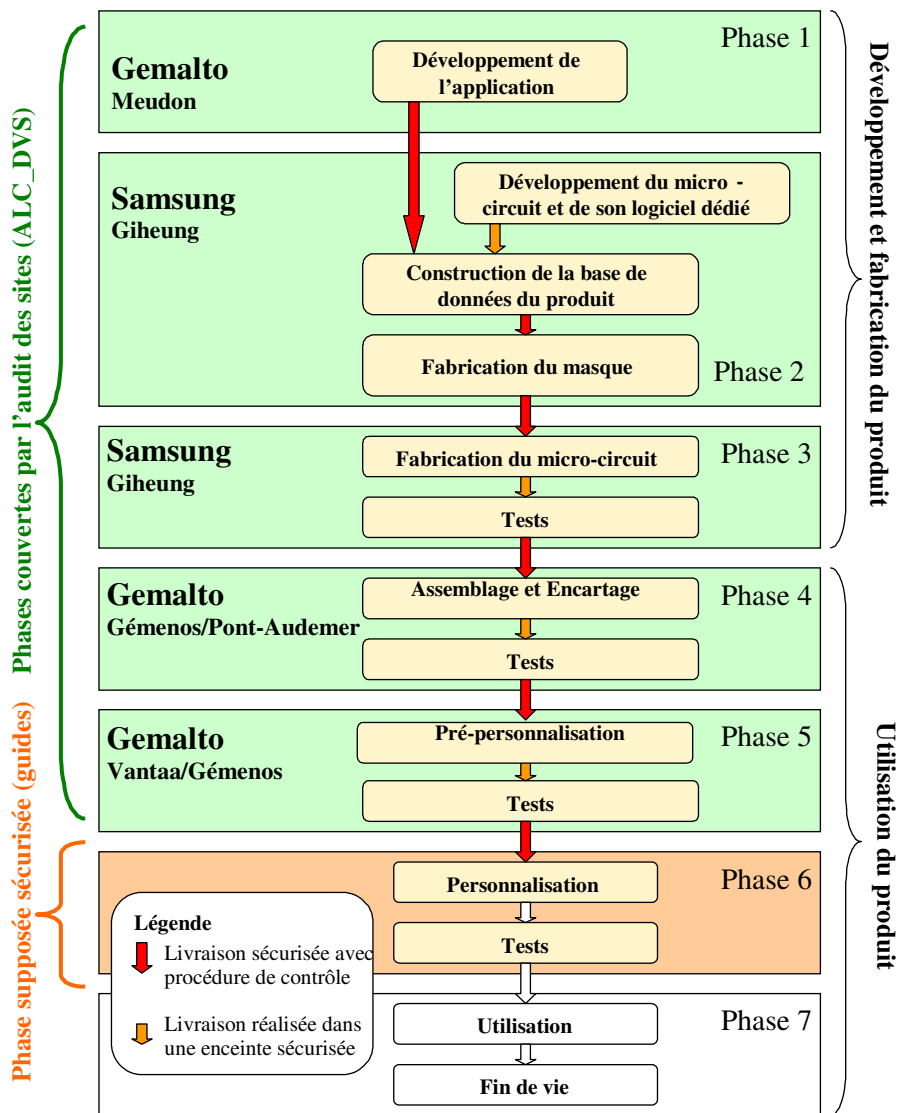 Phase 1
Gemalto
Meudon
Développement de
l’application
Samsung
Giheung
Développement du micro -
circuit et de son logiciel dédié
Construction de la base de
données du produit
Fabrication du masque
Phase 2
Samsung
Giheung
Phase 3
Fabrication du micro-circuit
Tests
Gemalto
Gémenos/Pont-Audemer
Phase 4
Assemblage et Encartage
Tests
Gemalto
Vantaa/Gémenos
Phase 5
Pré-personnalisation
Tests
Phase 6
Personnalisation
Tests
Légende
Livraison sécurisée avec
procédure de contrôle
Livraison réalisée dans
une enceinte sécurisée
Phase 7
Utilisation
Fin de vie
Phases couvertes par l’audit des sites (ALC_DVS)
Phase supposée sécurisée (guides)
Développement et fabrication du produit
Utilisation du produit